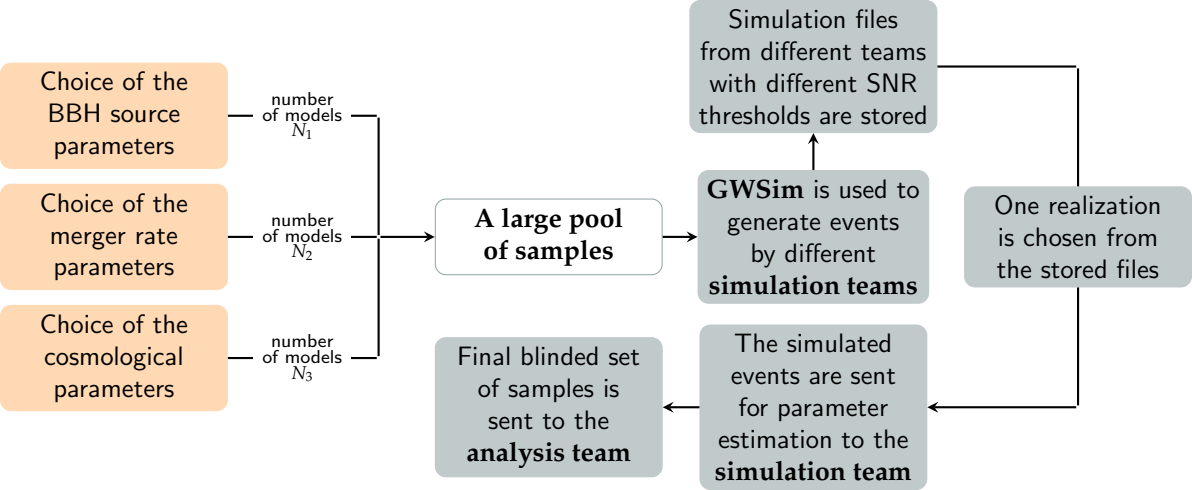 Choice of the
BBH source
parameters
number
of models
N₁
Choice of the
merger rate
parameters
number
of models
N₂
Choice of the
cosmological
parameters
number
of models
N₃
A large pool
of samples
GWSim is used to
generate events
by different
simulation teams
Simulation files
from different teams
with different SNR
thresholds are stored
One realization
is chosen from
the stored files
The simulated
events are sent
for parameter
estimation to the
simulation team
Final blinded set
of samples is
sent to the
analysis team